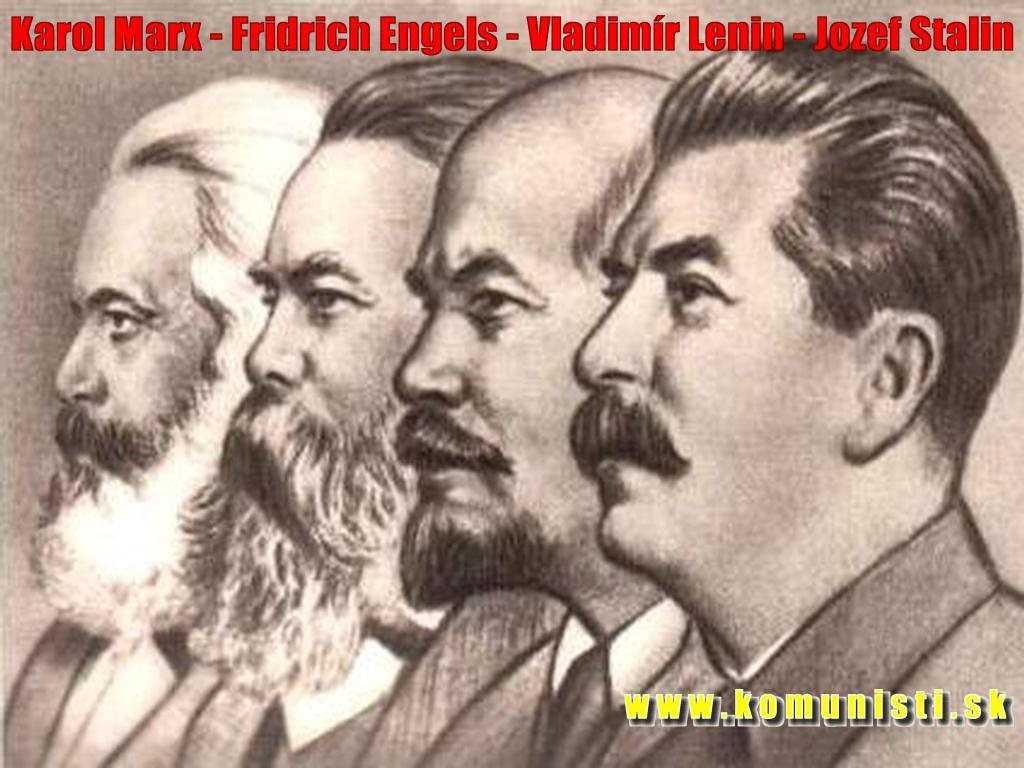 Karol Marx - Fridrich Engels - Vladimír Lenin - Jozef Stalin
www.komunisti.sk